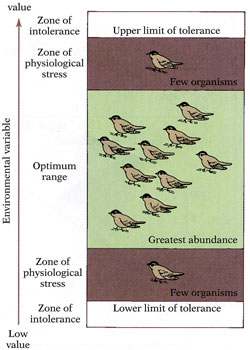 value
Zone of
intolerance
Upper limit of tolerance
Zone of
physiological
stress
Few organisms
Environmental variable
Optimum
range
Greatest abundance
Zone of
physiological
stress
Few organisms
Zone of
intolerance
Lower limit of tolerance
Low
value